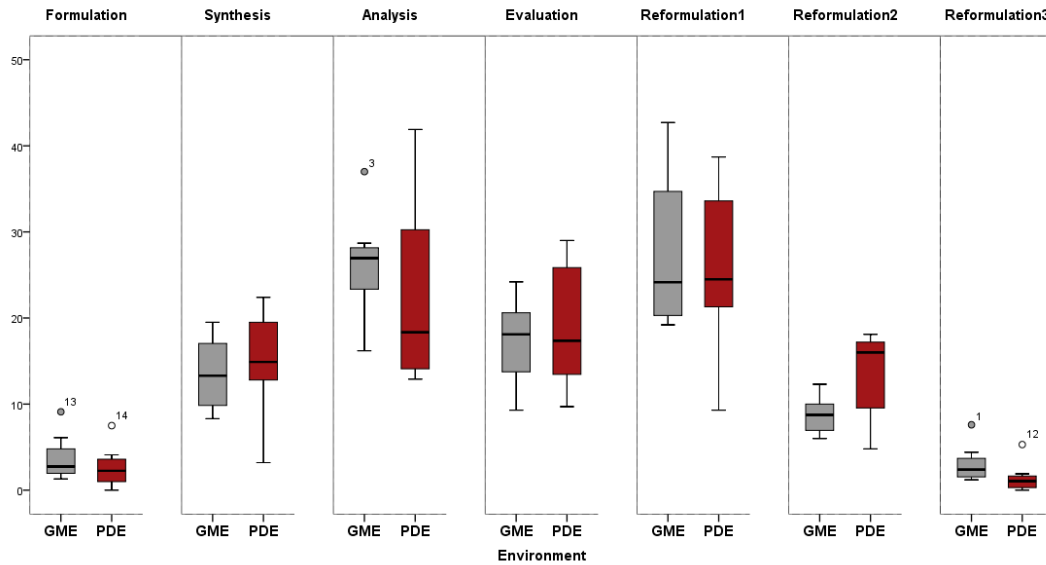 Formulation Synthesis Analysis Evaluation Reformulation1 Reformulation2 Reformulation3
50
40
3
30
20
10
13 14 1 12
0
GME PDE GME PDE GME PDE GME PDE GME PDE GME PDE GME PDE
Environment